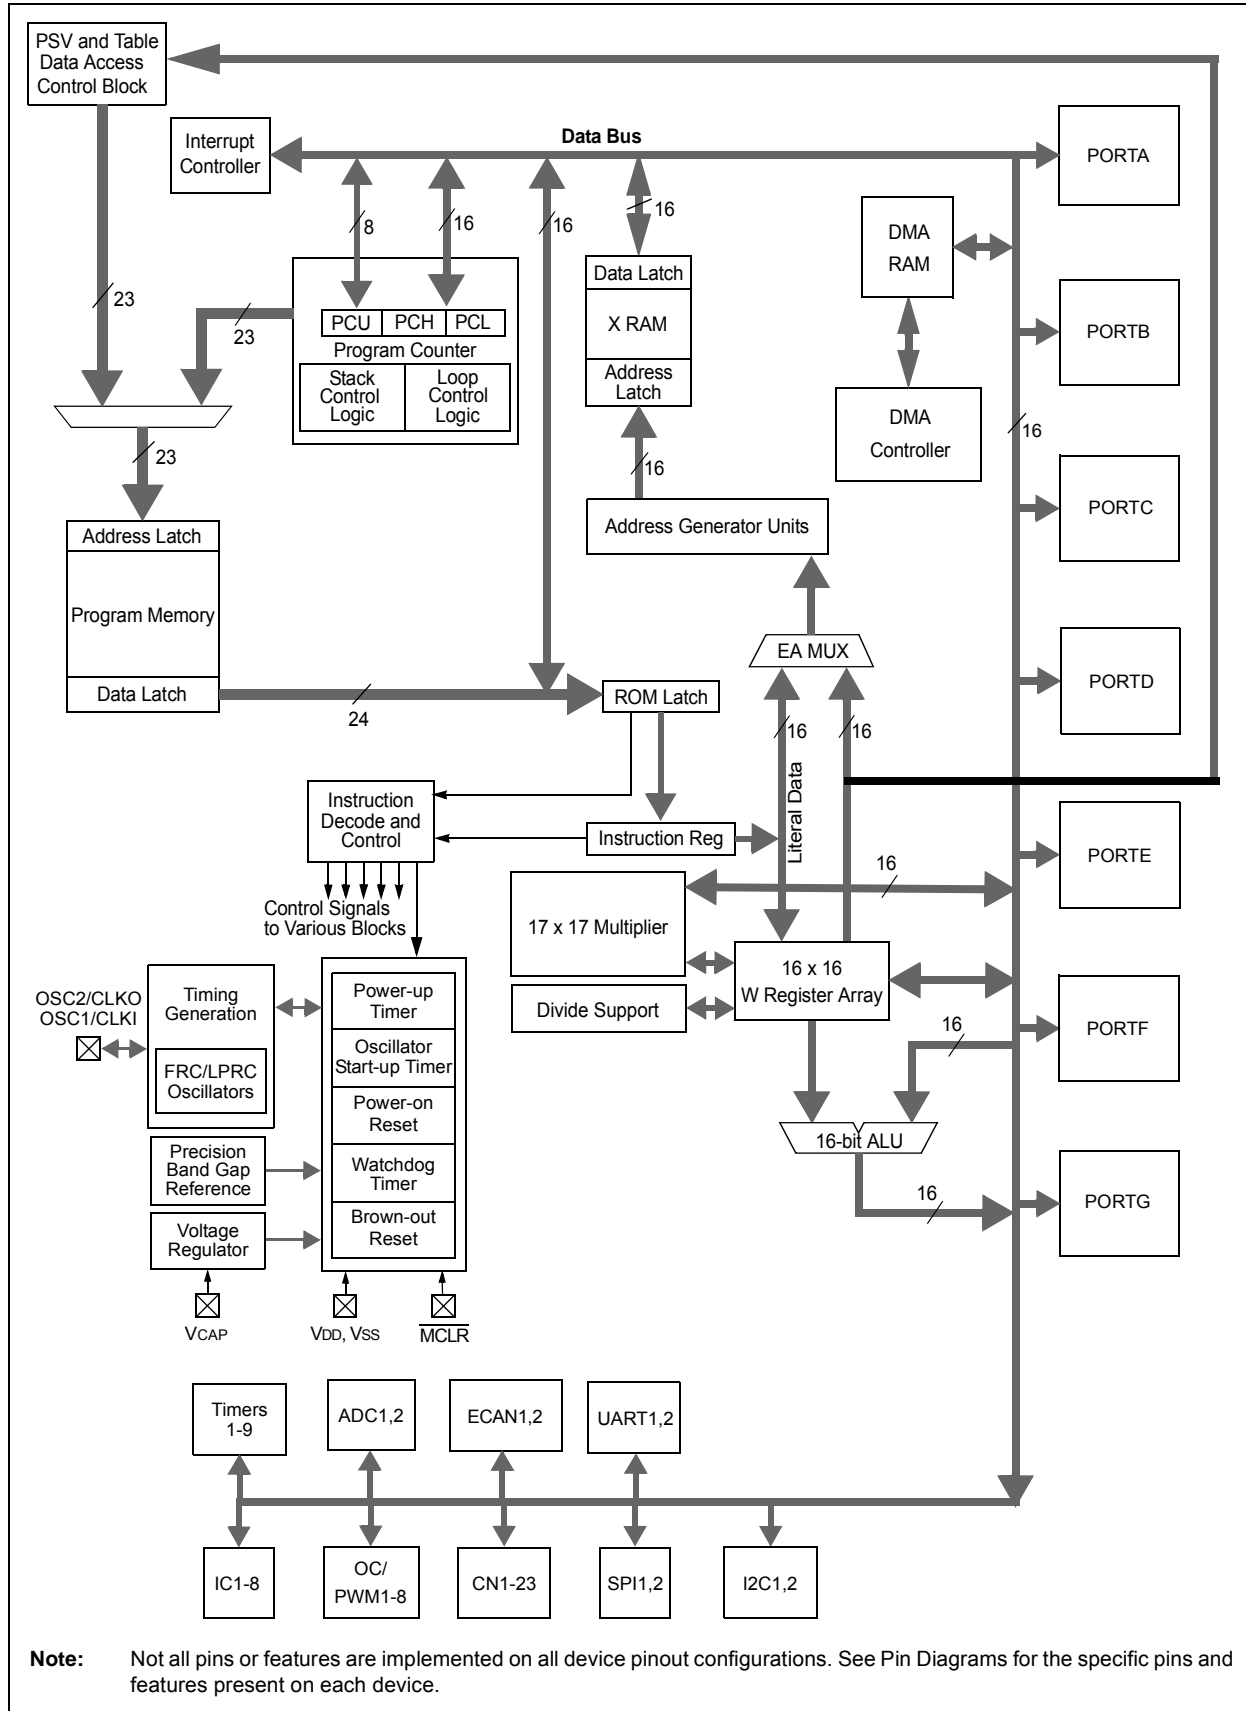 PSV and Table
Data Access
Control Block
Interrupt
Controller
Data Bus
PORTA
8
16
16
16
DMA
RAM
Data Latch
X RAM
Address
Latch
23
23
PCU
PCH
PCL
Program Counter
Stack
Control
Logic
Loop
Control
Logic
PORTB
DMA
Controller
16
23
16
PORTC
Address Latch
Program Memory
Data Latch
Address Generator Units
EA MUX
PORTD
24
ROM Latch
16
16
Literal Data
Instruction
Decode and
Control
Instruction Reg
PORTE
16
Control Signals
to Various Blocks
17 x 17 Multiplier
16 x 16
W Register Array
Divide Support
OSC2/CLKO
OSC1/CLKI
Timing
Generation
FRC/LPRC
Oscillators
Power-up
Timer
Oscillator
Start-up Timer
Power-on
Reset
Watchdog
Timer
Brown-out
Reset
PORTF
16
16-bit ALU
Precision
Band Gap
Reference
Voltage
Regulator
16
PORTG
VCAP
VDD, VSS
MCLR
Timers
1-9
ADC1,2
ECAN1,2
UART1,2
IC1-8
OC/
PWM1-8
CN1-23
SPI1,2
I2C1,2
Note: Not all pins or features are implemented on all device pinout configurations. See Pin Diagrams for the specific pins and
features present on each device.